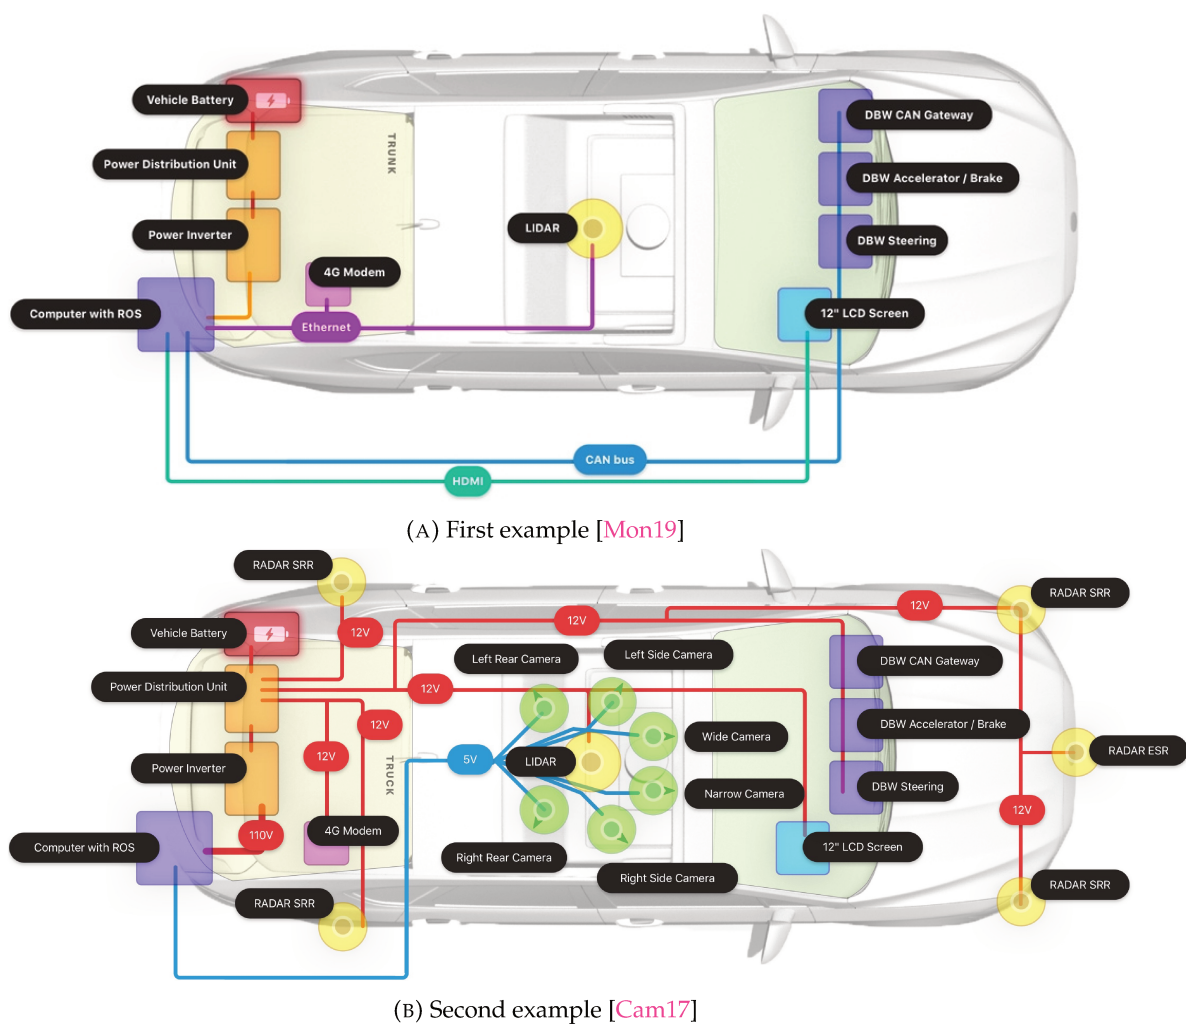 Vehicle Battery
Power Distribution Unit
Power Inverter
Computer with ROS
4G Modem
Ethernet
TRUNK
LIDAR
DBW CAN Gateway
DBW Accelerator / Brake
DBW Steering
12" LCD Screen
CAN bus
HDMI
(A) First example [Mon19]
RADAR SRR
RADAR SRR
12V
12V
Vehicle Battery
12V
Left Rear Camera
Left Side Camera
DBW CAN Gateway
Power Distribution Unit
12V
12V
DBW Accelerator / Brake
Wide Camera
RADAR ESR
12V
5V
LIDAR
Power Inverter
TRUCK
Narrow Camera
DBW Steering
12V
110V
4G Modem
Computer with ROS
12" LCD Screen
Right Rear Camera
Right Side Camera
RADAR SRR
RADAR SRR
(B) Second example [Cam17]